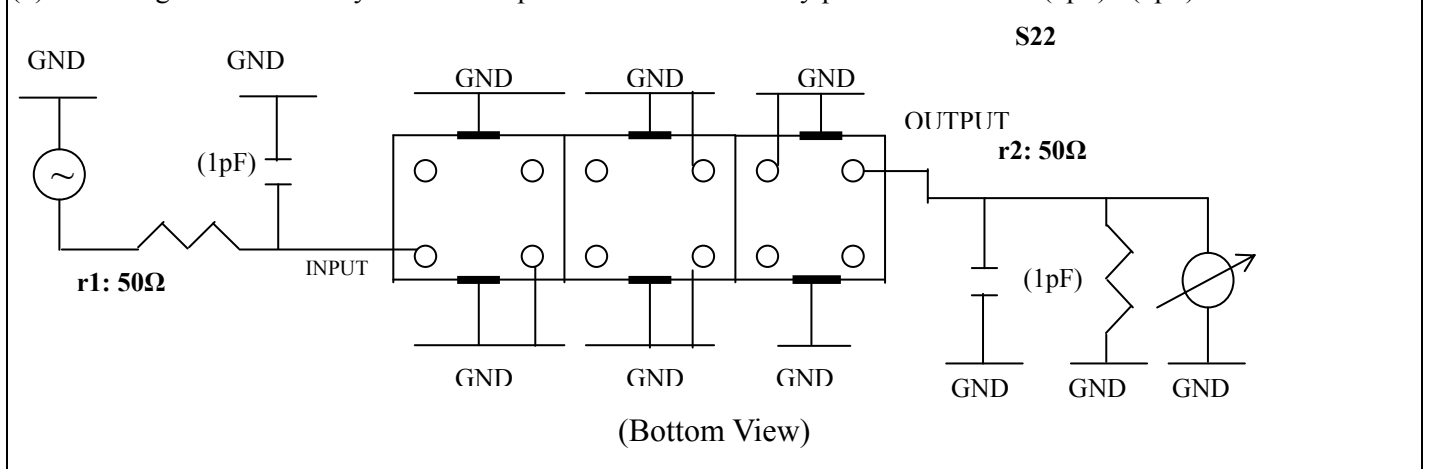 S22
GND
GND
GND
GND
GND
OUTPUT
r2: 50Ω
(1pF)
~
INPUT
r1: 50Ω
(1pF)
GND
GND
GND
GND
GND
GND
(Bottom View)